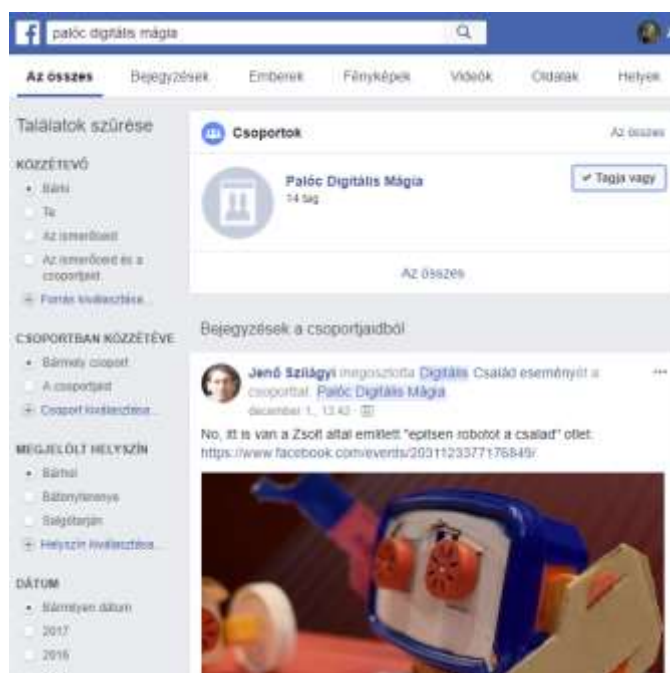 palóc digitális mágia
Az összes Bejegyzések Emberek Fényképek Videók Oldalak Helyek
Találatok szűrése
KÖZZÉTEVŐ
Bárki
Te
Az ismerőseid
Az ismerőseid és a
csoportjaid
Forrás kiválasztása...
CSOPORTBAN KÖZZÉTÉVE
Bármely csoport
A csoportjaid
Csoport kiválasztása...
MEGJELÖLT HELYSZÍN
Bárhol
Bátonyterenye
Salgótarján
Helyszín kiválasztása...
DÁTUM
Bármilyen dátum
2017
2016
Csoportok Az összes
Palóc Digitális Mágia
14 tag
Tagja vagy
Az összes
Bejegyzések a csoportjaidból
Jenő Szilágyi megosztotta Digitális Család eseményét a
csoporttal: Palóc Digitális Mágia
december 1., 13:43
No, itt is van a Zsolt altal emlitett "epitsen robotot a csalad" otlet:
https://www.facebook.com/events/2031123377176849/